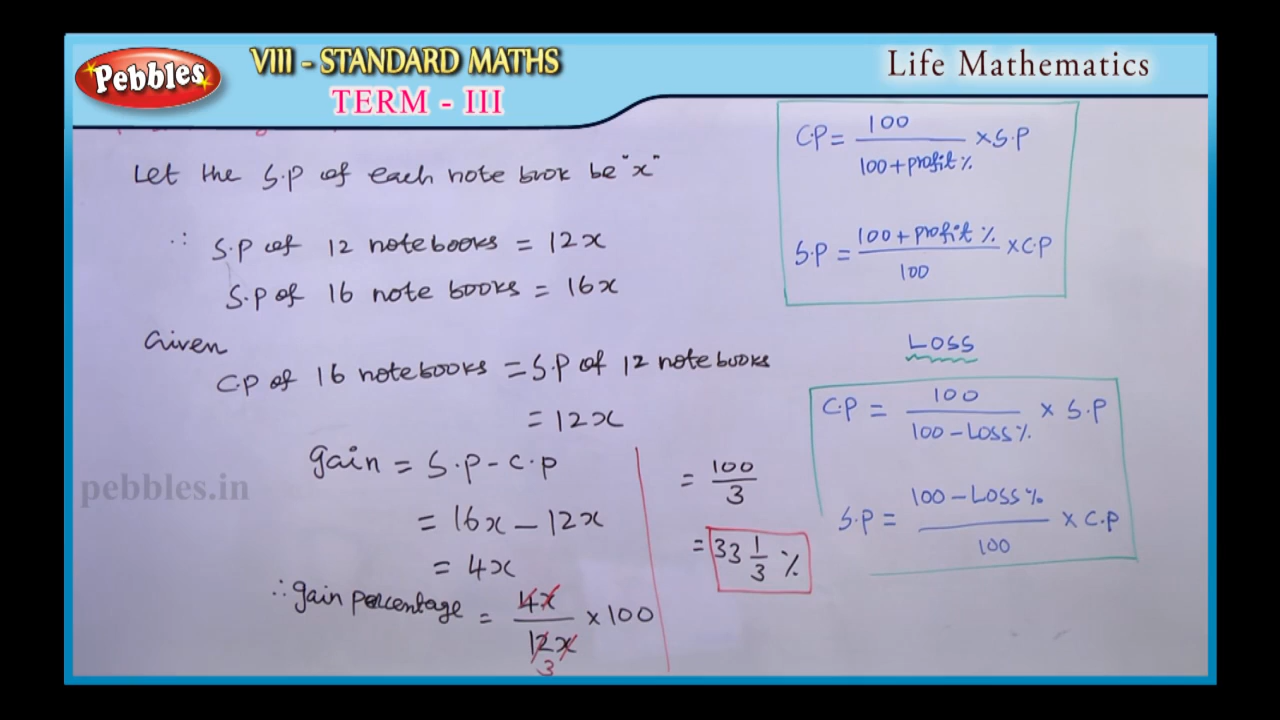 Pebbles
VIII - STANDARD MATHS
TERM - III
Life Mathematics
Let the S.P of each note book be "x"
∴ S.P of 12 notebooks = 12x
S.P of 16 note books = 16x
Given
C.P of 16 notebooks = S.P of 12 notebooks
= 12x
gain = S.P - C.P
= 16x - 12x
= 4x
∴ gain percentage = 4x/12x × 100
3
= 100/3
= 33 1/3 %
C.P = 100/(100 + profit %) × S.P
S.P = (100 + profit %)/100 × C.P
Loss
C.P = 100/(100 - Loss %) × S.P
S.P = (100 - Loss %)/100 × C.P
pebbles.in